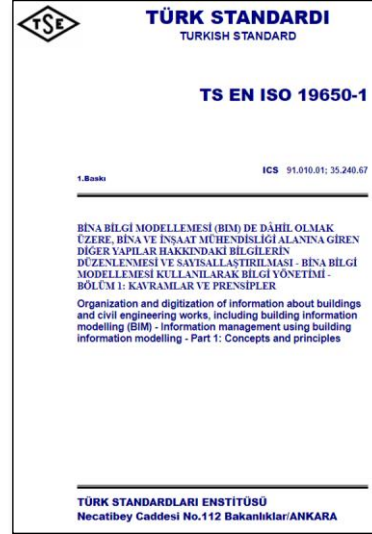 TSE
TÜRK STANDARDI
TURKISH STANDARD
TS EN ISO 19650-1
1.Baskı
ICS 91.010.01; 35.240.67
BİNA BİLGİ MODELLEMESİ (BIM) DE DÂHİL OLMAK
ÜZERE, BİNA VE İNŞAAT MÜHENDİSLİĞİ ALANINA GİREN
DİĞER YAPILAR HAKKINDAKİ BİLGİLERİN
DÜZENLENMESİ VE SAYISALLAŞTIRILMASI - BİNA BİLGİ
MODELLEMESİ KULLANILARAK BİLGİ YÖNETİMİ -
BÖLÜM 1: KAVRAMLAR VE PRENSİPLER
Organization and digitization of information about buildings
and civil engineering works, including building information
modelling (BIM) - Information management using building
information modelling - Part 1: Concepts and principles
TÜRK STANDARDLARI ENSTİTÜSÜ
Necatibey Caddesi No.112 Bakanlıklar/ANKARA